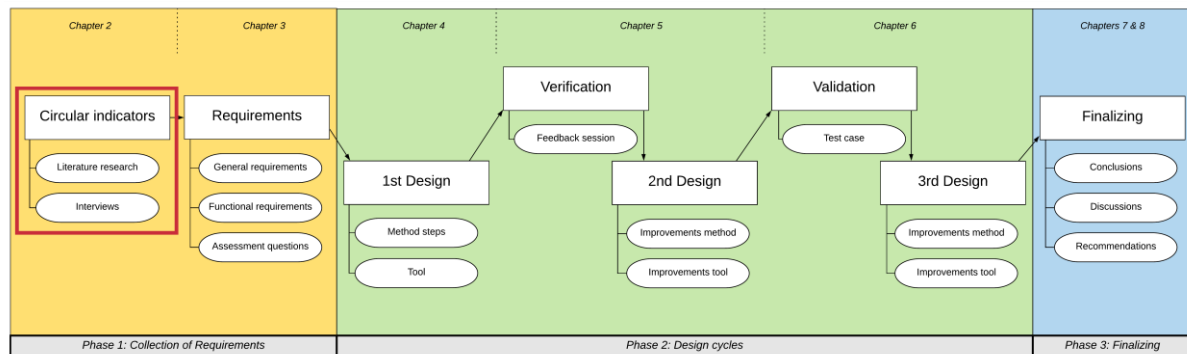 Chapter 2
Chapter 3
Chapter 4
Chapter 5
Chapter 6
Chapters 7 & 8
Circular indicators
Literature research
Interviews
Requirements
General requirements
Functional requirements
Assessment questions
1st Design
Method steps
Tool
Verification
Feedback session
2nd Design
Improvements method
Improvements tool
Validation
Test case
3rd Design
Improvements method
Improvements tool
Finalizing
Conclusions
Discussions
Recommendations
Phase 1: Collection of Requirements
Phase 2: Design cycles
Phase 3: Finalizing